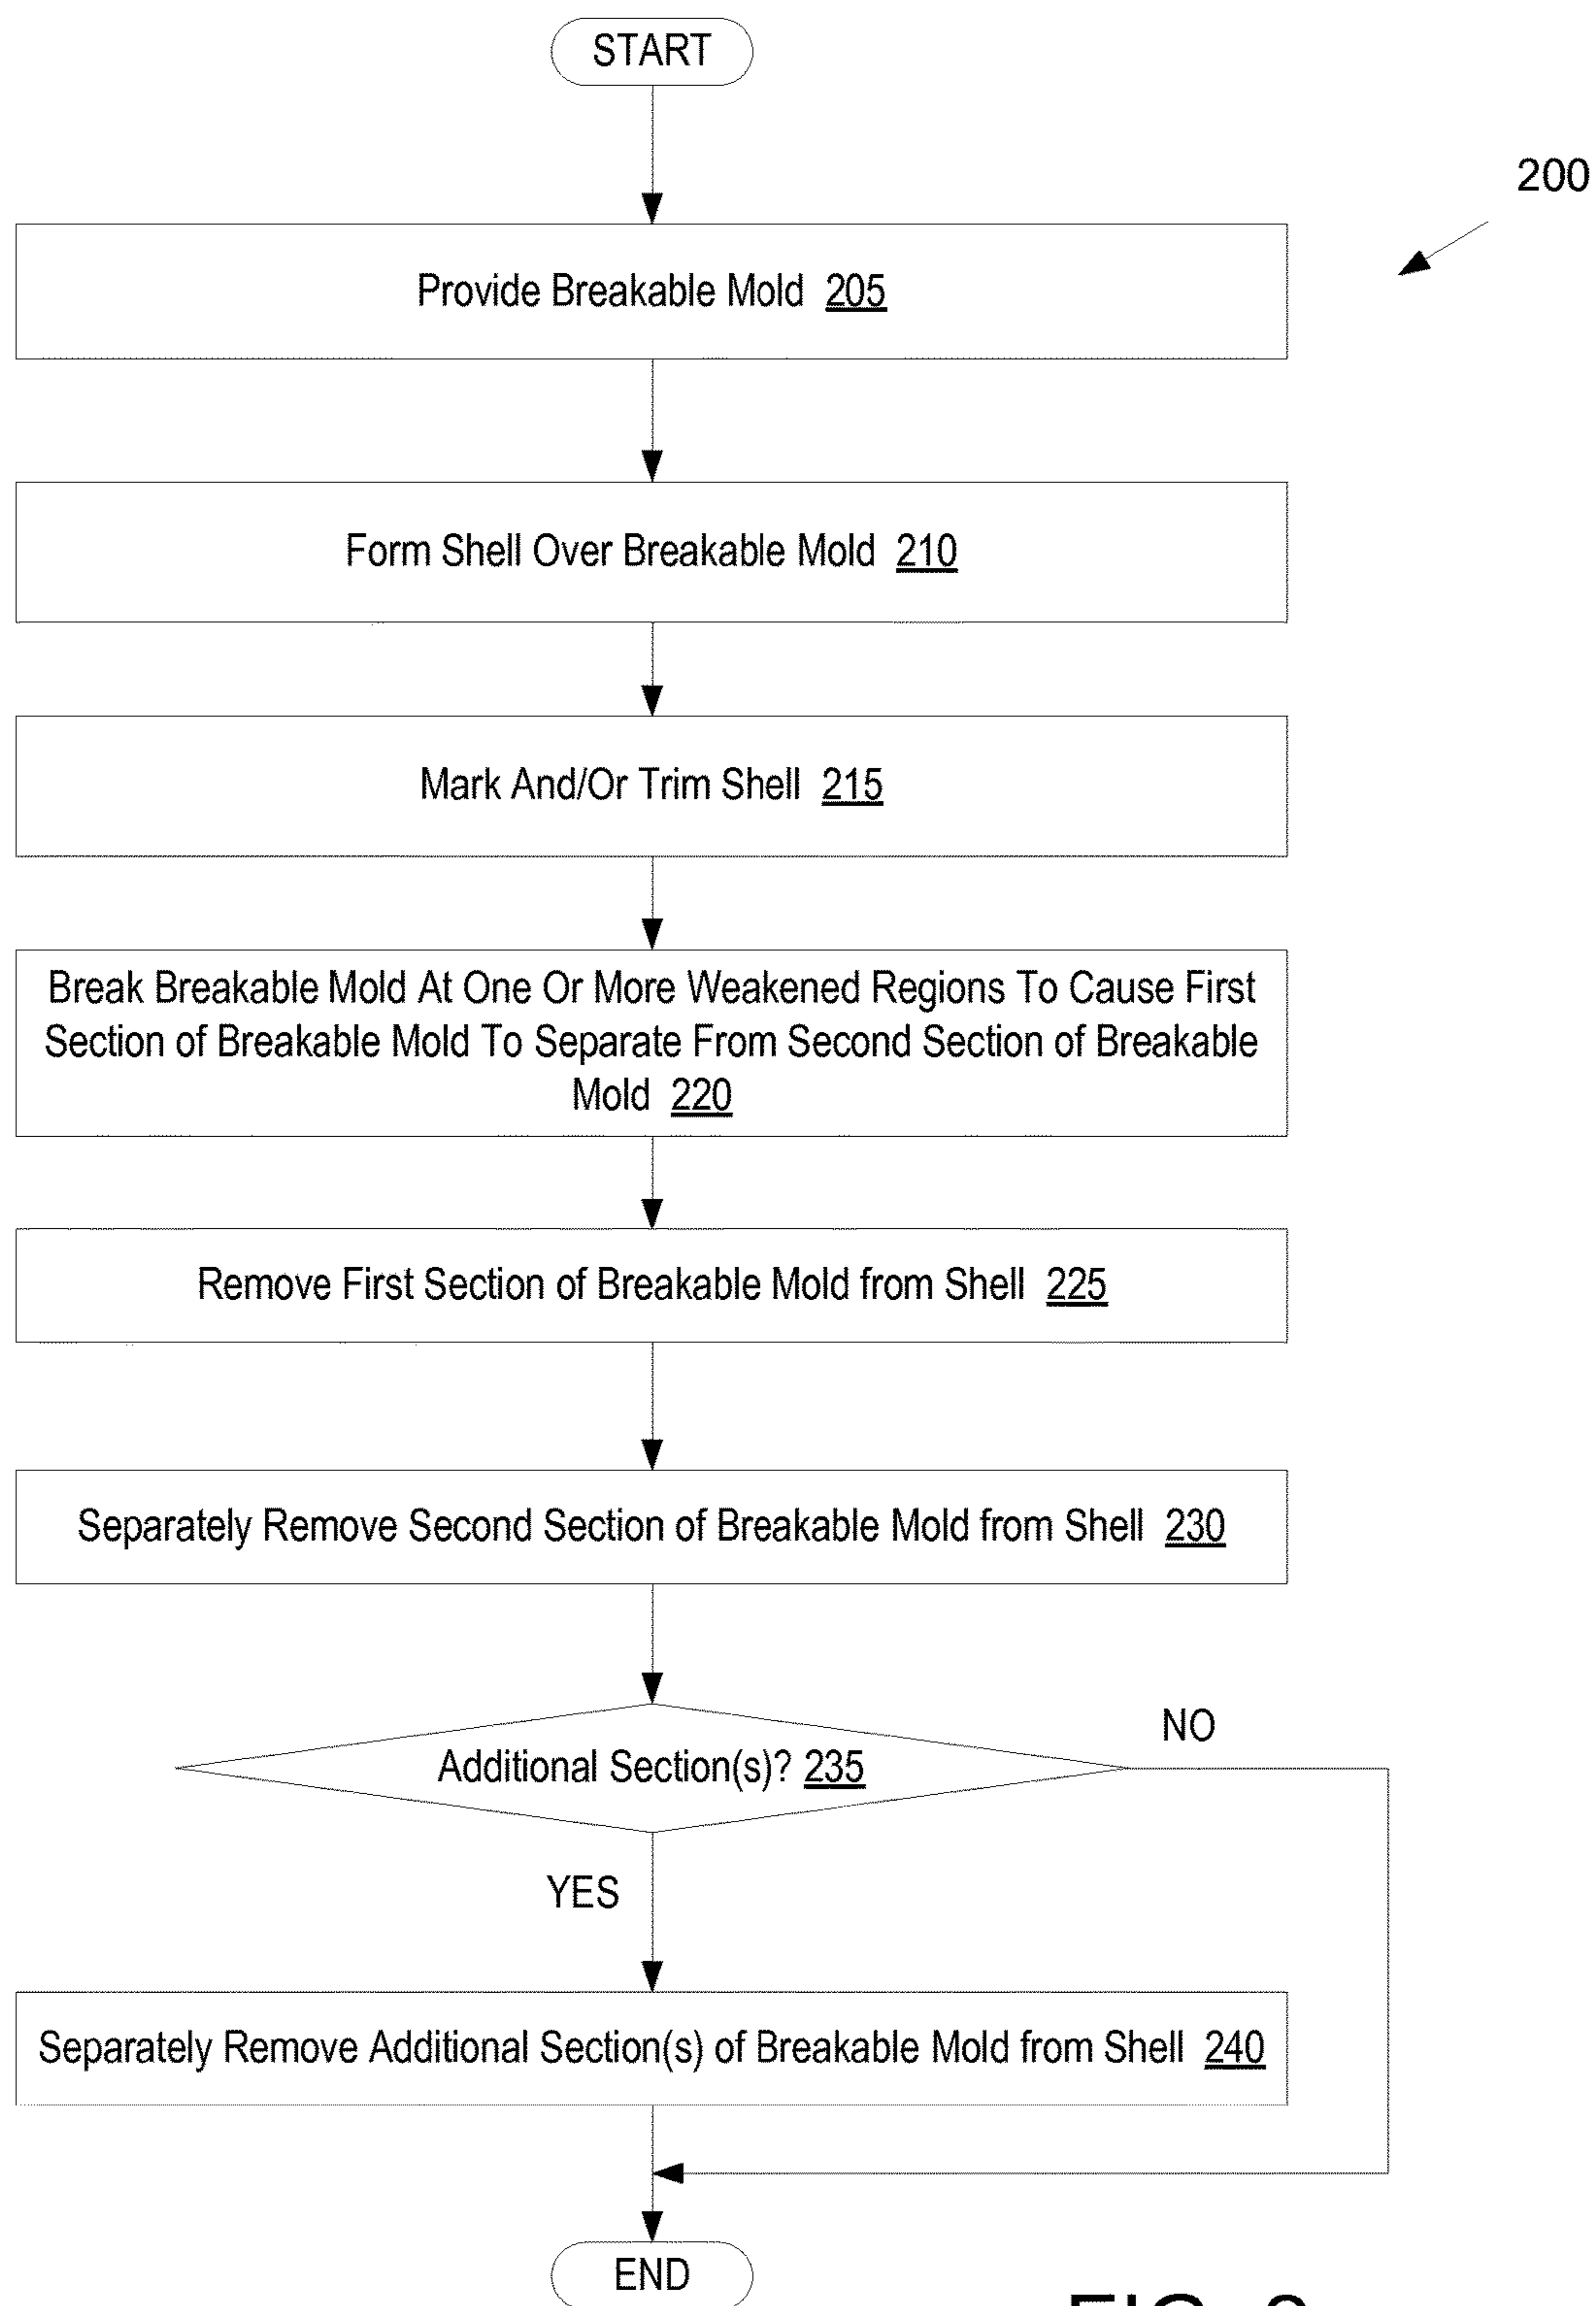 START
200
Provide Breakable Mold 205
Form Shell Over Breakable Mold 210
Mark And/Or Trim Shell 215
Break Breakable Mold At One Or More Weakened Regions To Cause First
Section of Breakable Mold To Separate From Second Section of Breakable
Mold 220
Remove First Section of Breakable Mold from Shell 225
Separately Remove Second Section of Breakable Mold from Shell 230
Additional Section(s)? 235
NO
YES
Separately Remove Additional Section(s) of Breakable Mold from Shell 240
END
FIG.